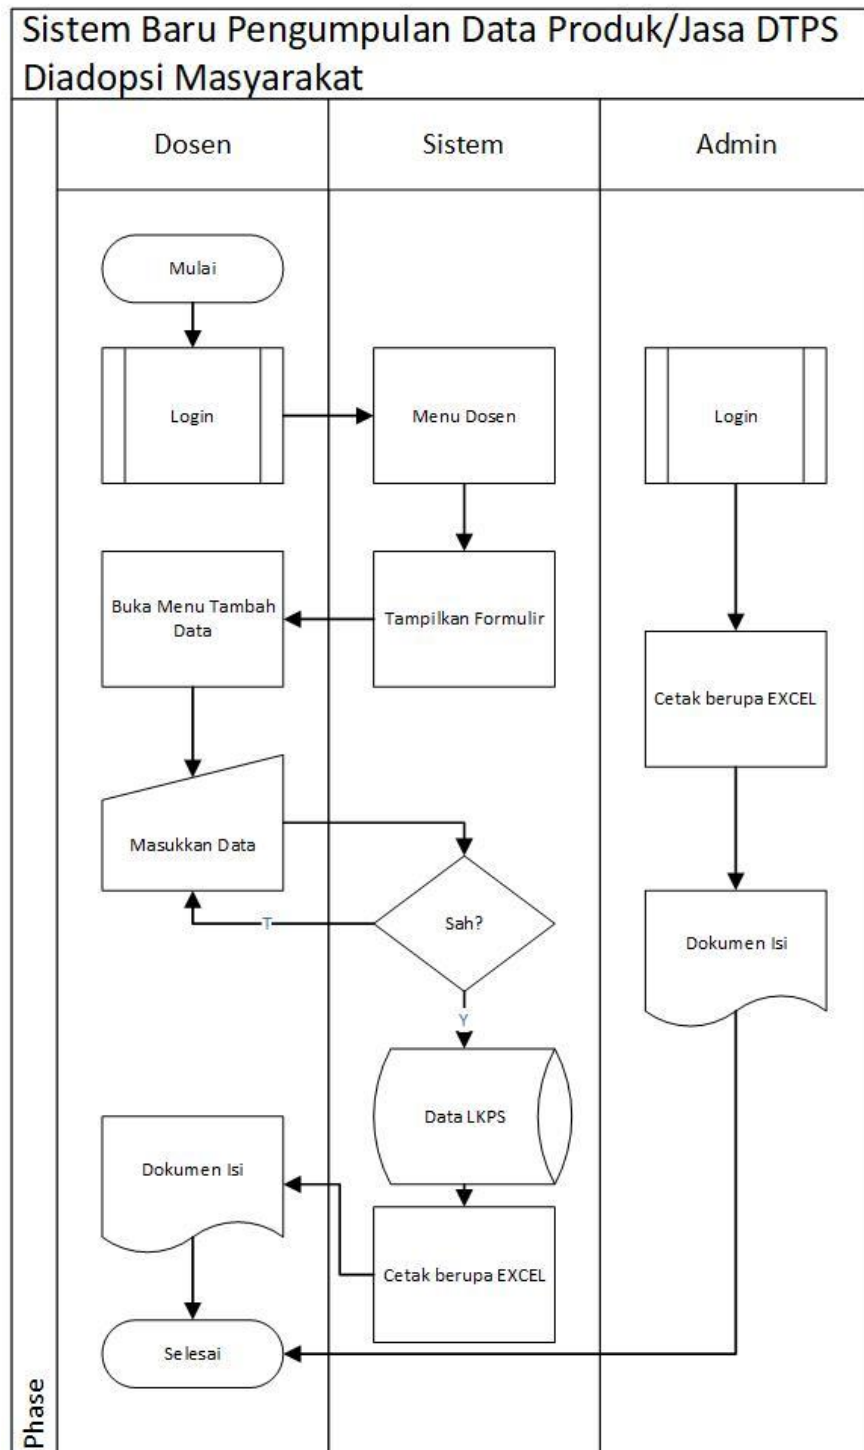 Sistem Baru Pengumpulan Data Produk/Jasa DTPS
Diadopsi Masyarakat
Dosen
Sistem
Admin
Mulai
Login
Menu Dosen
Login
Buka Menu Tambah
Data
Tampilkan Formulir
Cetak berupa EXCEL
Masukkan Data
Sah?
T
Dokumen Isi
Y
Data LKPS
Dokumen Isi
Cetak berupa EXCEL
Selesai
Phase